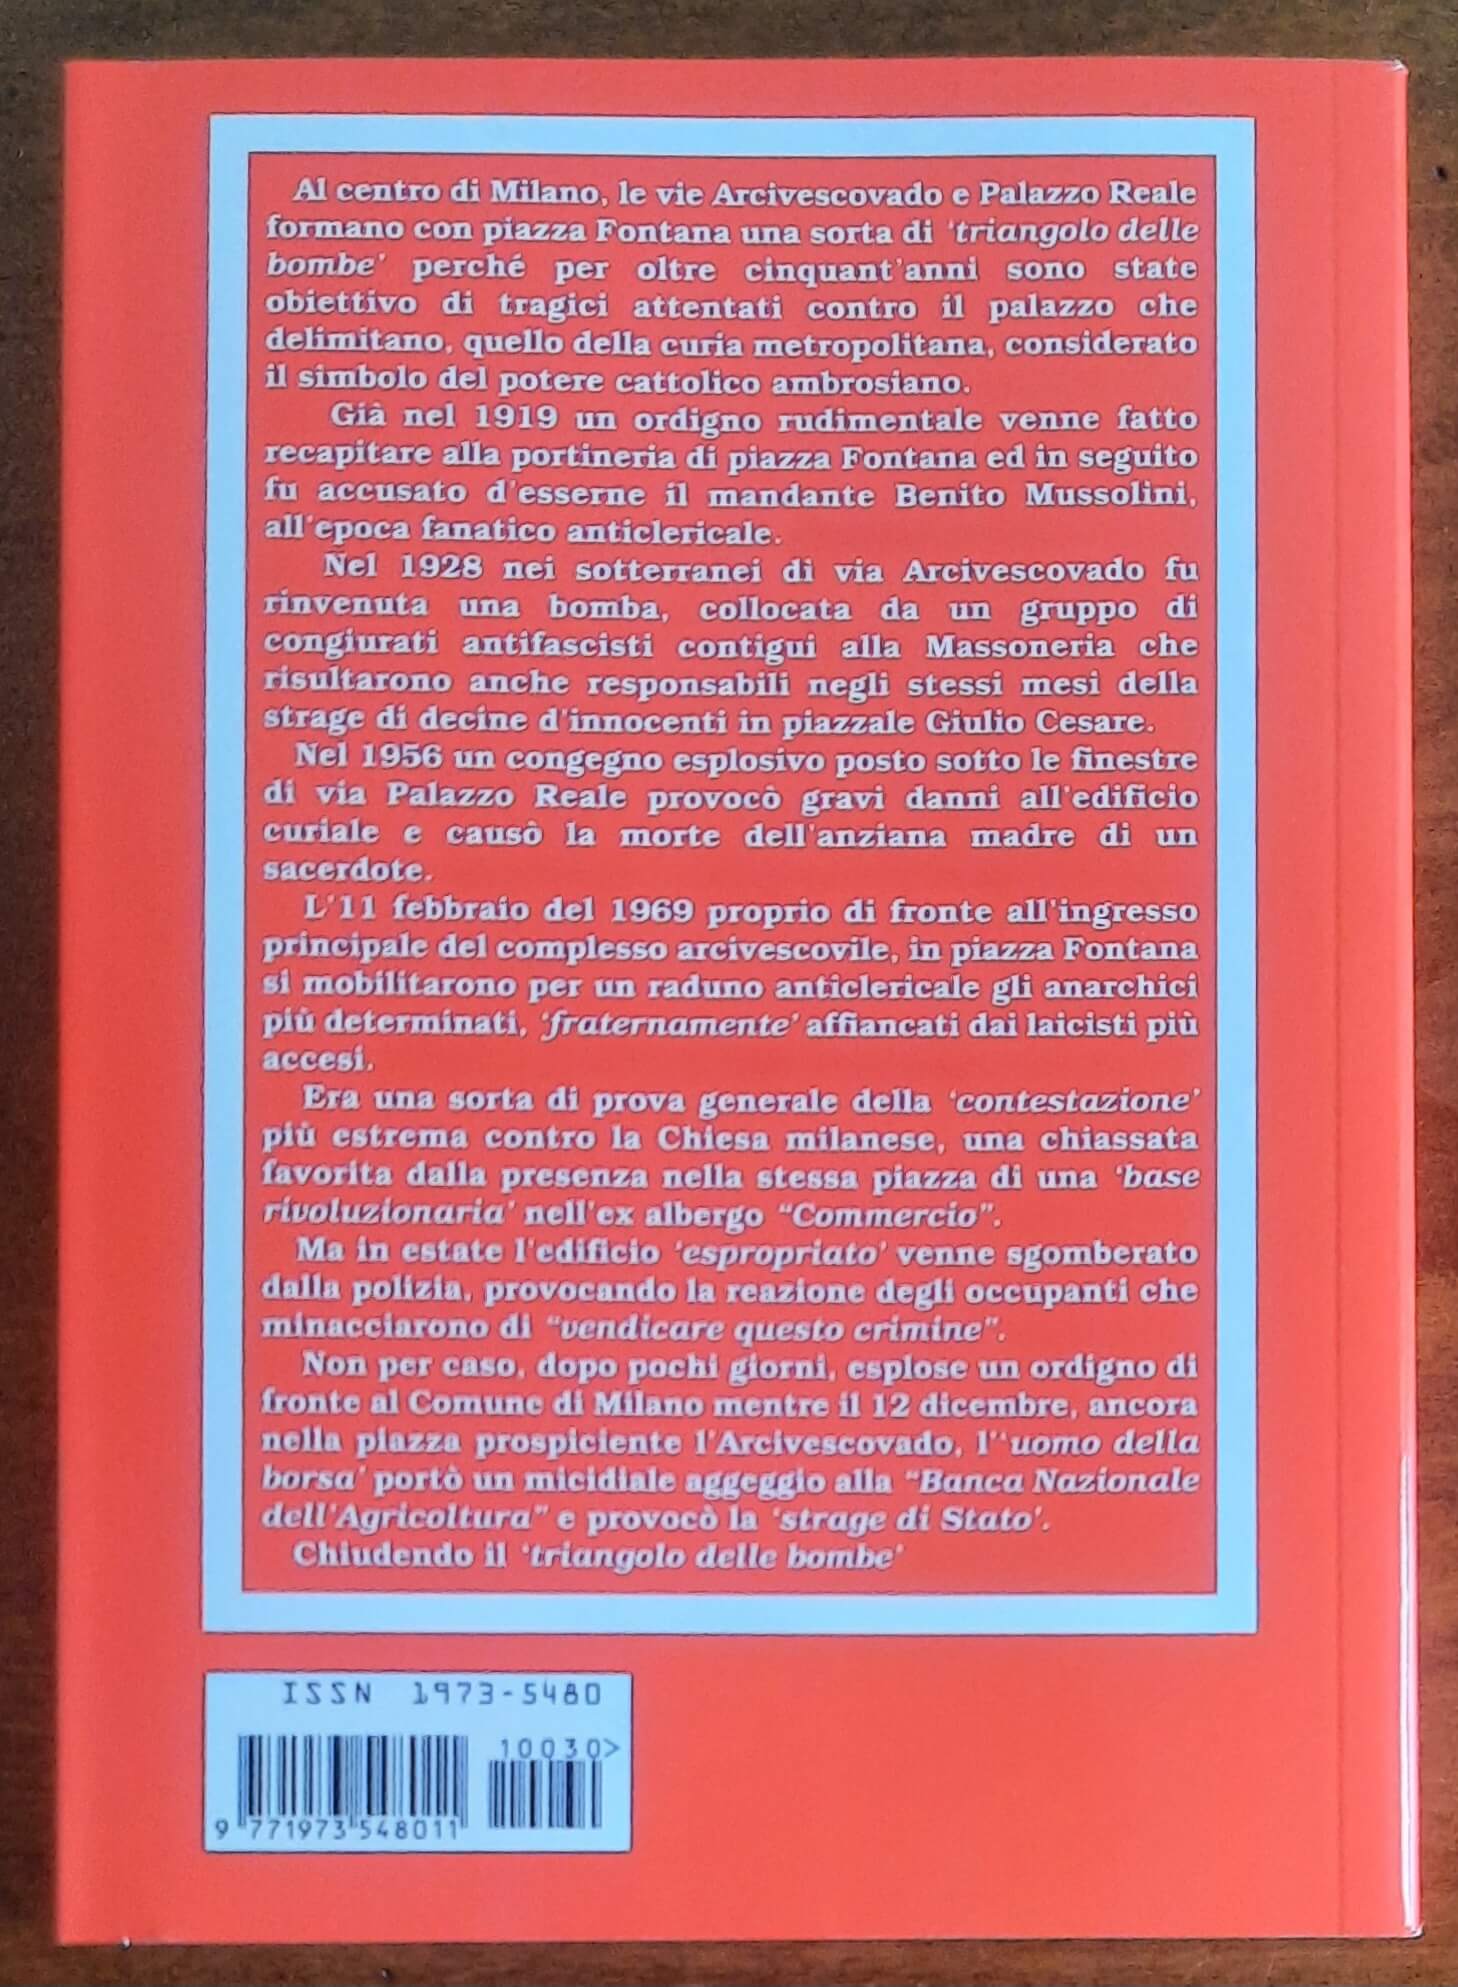 Al centro di Milano, le vie Arcivescovado e Palazzo Reale
formano con piazza Fontana una sorta di ‘triangolo delle
bombe’ perché per oltre cinquant'anni sono state
obiettivo di tragici attentati contro il palazzo che
delimitano, quello della curia metropolitana, considerato
il simbolo del potere cattolico ambrosiano.
Già nel 1919 un ordigno rudimentale venne fatto
recapitare alla portineria di piazza Fontana ed in seguito
fu accusato d'esserne il mandante Benito Mussolini,
all'epoca fanatico anticlericale.
Nel 1928 nei sotterranei di via Arcivescovado fu
rinvenuta una bomba, collocata da un gruppo di
congiurati antifascisti contigui alla Massoneria che
risultarono anche responsabili negli stessi mesi della
strage di decine d'innocenti in piazzale Giulio Cesare.
Nel 1956 un congegno esplosivo posto sotto le finestre
di via Palazzo Reale provocò gravi danni all'edificio
curiale e causò la morte dell'anziana madre di un
sacerdote.
L'11 febbraio del 1969 proprio di fronte all'ingresso
principale del complesso arcivescovile, in piazza Fontana
si mobilitarono per un raduno anticlericale gli anarchici
più determinati, ‘fraternamente’ affiancati dai laicisti più
accesi.
Era una sorta di prova generale della ‘contestazione’
più estrema contro la Chiesa milanese, una chiassata
favorita dalla presenza nella stessa piazza di una ‘base
rivoluzionaria’ nell'ex albergo “Commercio”.
Ma in estate l'edificio ‘espropriato’ venne sgomberato
dalla polizia, provocando la reazione degli occupanti che
minacciarono di “vendicare questo crimine”.
Non per caso, dopo pochi giorni, esplose un ordigno di
fronte al Comune di Milano mentre il 12 dicembre, ancora
nella piazza prospiciente l'Arcivescovado, l'‘uomo della
borsa’ portò un micidiale aggeggio alla “Banca Nazionale
dell'Agricoltura” e provocò la ‘strage di Stato’.
Chiudendo il ‘triangolo delle bombe’
ISSN 1973-5480
10030>
9 771973 548011